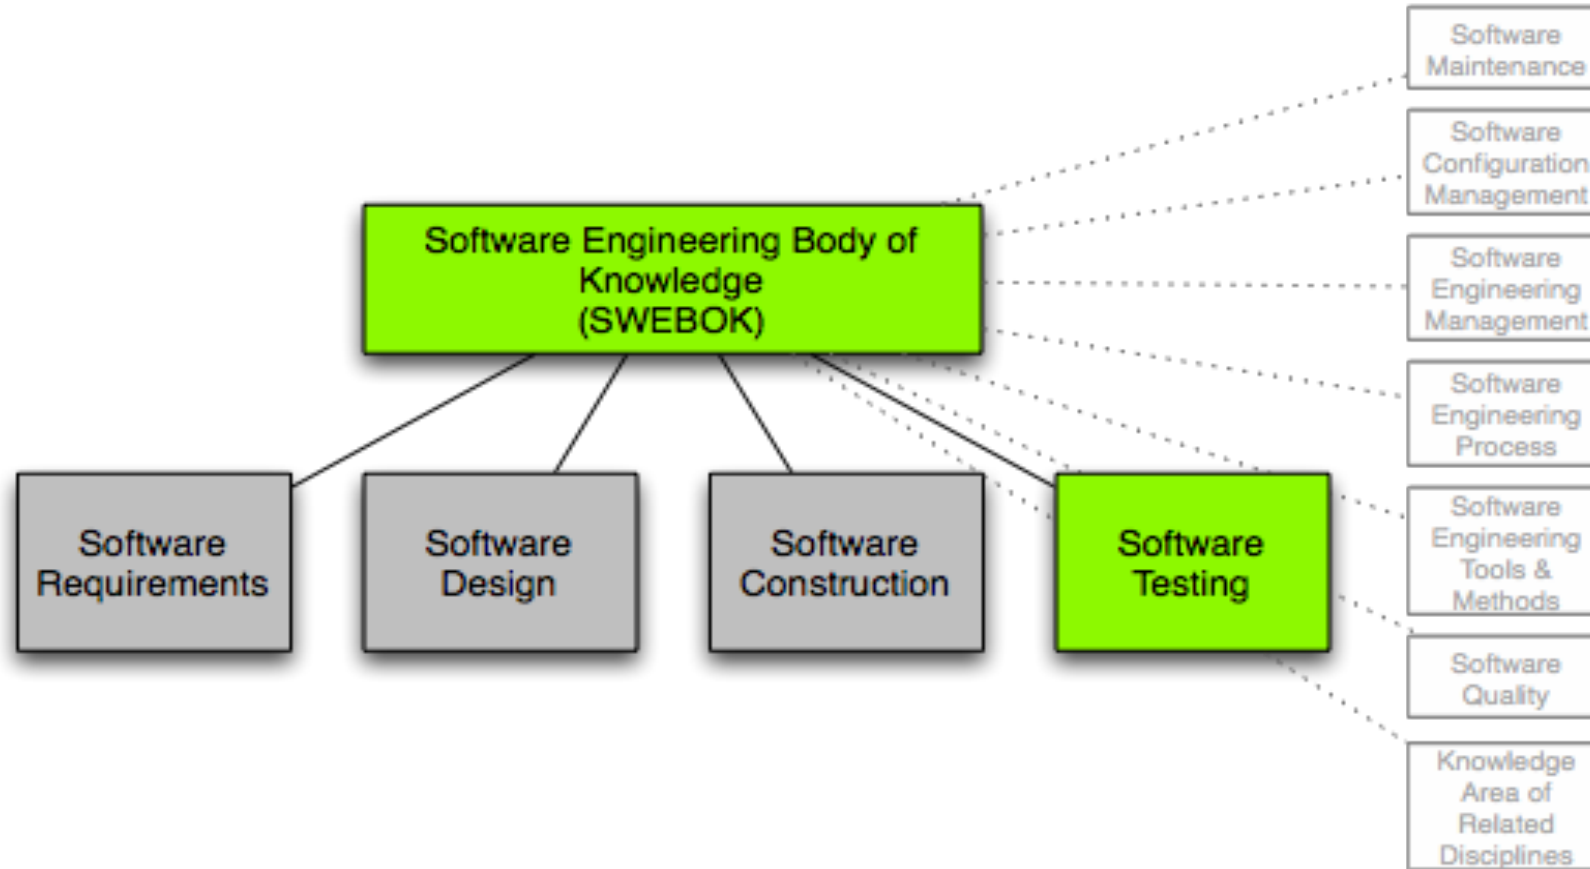 Software
Maintenance
Software
Configuration
Management
Software Engineering Body of
Knowledge
(SWEBOK)
Software
Engineering
Management
Software
Engineering
Process
Software
Requirements
Software
Design
Software
Construction
Software
Testing
Software
Engineering
Tools &
Methods
Software
Quality
Knowledge
Area of
Related
Disciplines